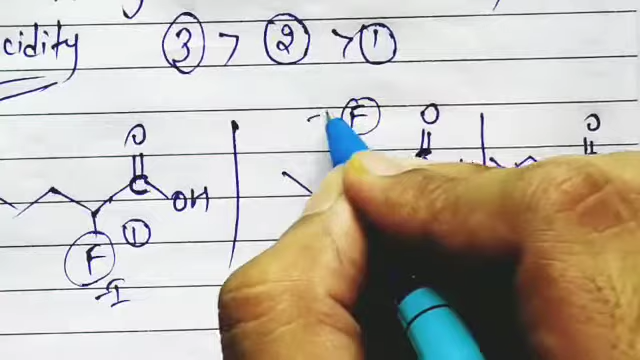 cidity ③ > ② > ①
F O O
O
C
OH
F ①
-I